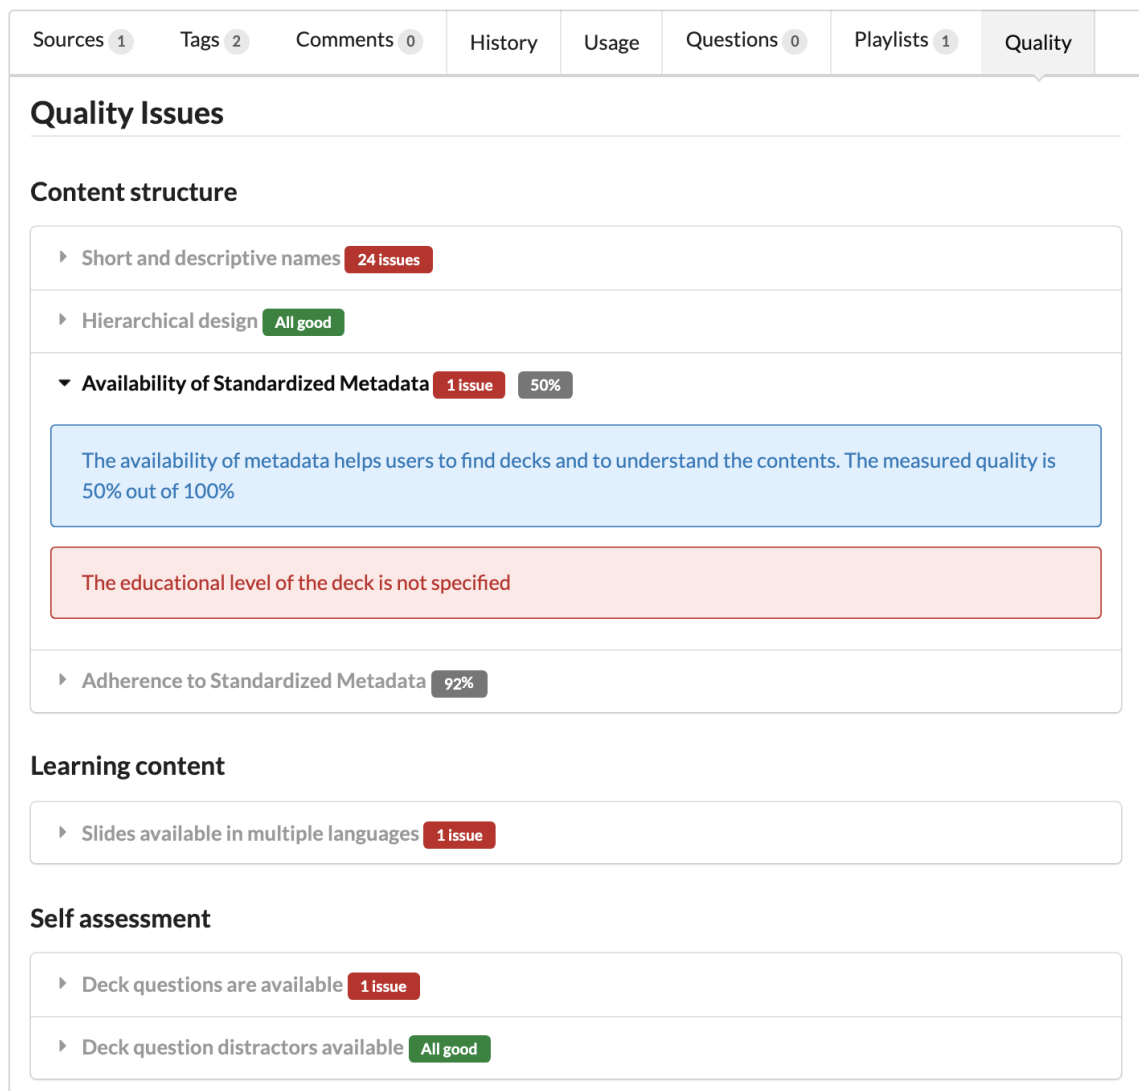 Sources 1 Tags 2 Comments 0 History Usage Questions 0 Playlists 1 Quality
Quality Issues
Content structure
Short and descriptive names 24 issues
Hierarchical design All good
Availability of Standardized Metadata 1 issue 50%
The availability of metadata helps users to find decks and to understand the contents. The measured quality is
50% out of 100%
The educational level of the deck is not specified
Adherence to Standardized Metadata 92%
Learning content
Slides available in multiple languages 1 issue
Self assessment
Deck questions are available 1 issue
Deck question distractors available All good